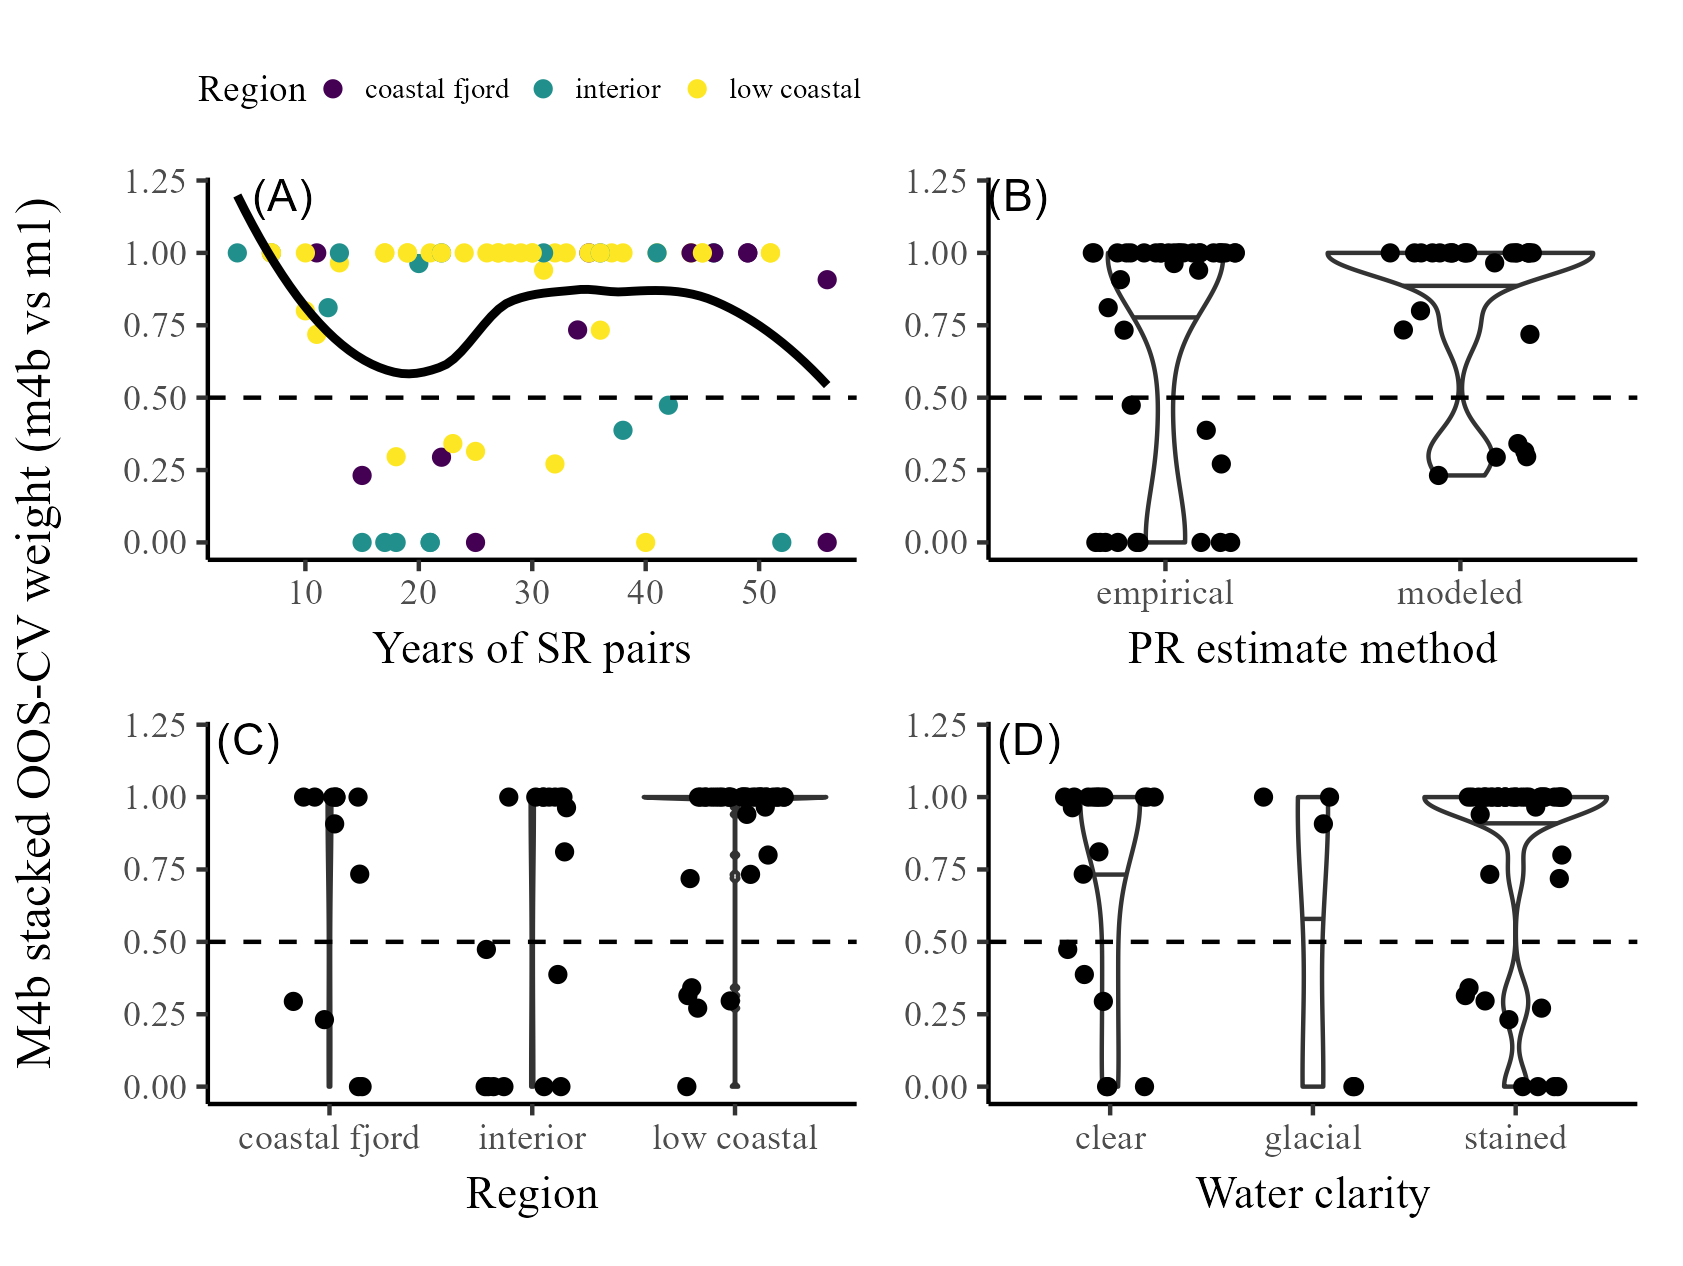 Region coastal fjord interior low coastal
M4b stacked OOS-CV weight (m4b vs m1)
(A)
1.25
1.00
0.75
0.50
0.25
0.00
10 20 30 40 50
Years of SR pairs
(B)
1.25
1.00
0.75
0.50
0.25
0.00
empirical modeled
PR estimate method
(C)
1.25
1.00
0.75
0.50
0.25
0.00
coastal fjord interior low coastal
Region
(D)
1.25
1.00
0.75
0.50
0.25
0.00
clear glacial stained
Water clarity